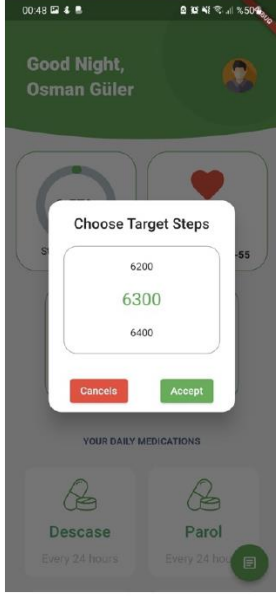 00:48 %50
Good Night,
Osman Güler
Choose Target Steps
6200
6300
6400
Cancels Accept
-55
YOUR DAILY MEDICATIONS
Descase Parol
Every 24 hours Every 24